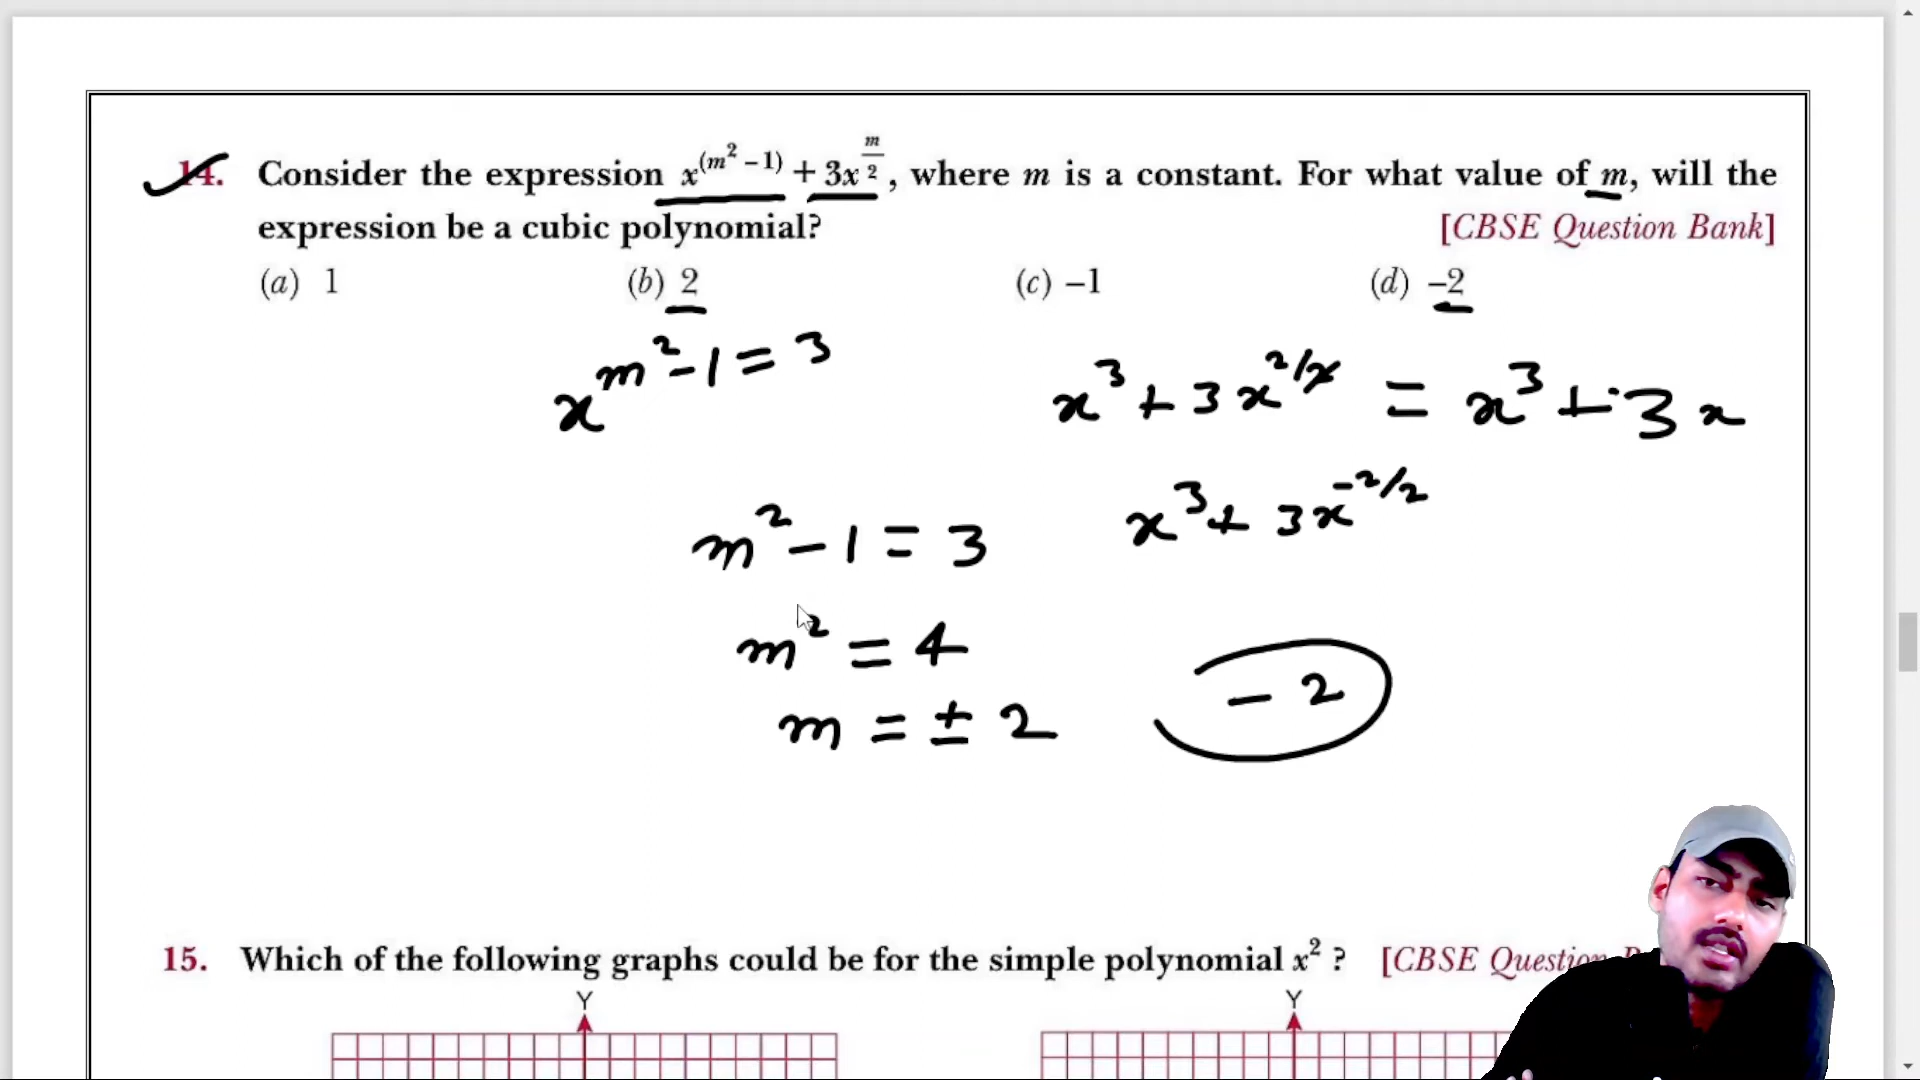 14. Consider the expression x^(m² – 1) + 3x^(m/2), where m is a constant. For what value of m, will the
expression be a cubic polynomial? [CBSE Question Bank]
(a) 1 (b) 2 (c) –1 (d) –2
x^m²-1=3
x³ + 3x^2/2 = x³ + 3x
m² - 1 = 3
x³ + 3x^-2/2
m² = 4
- 2
m = ± 2
15. Which of the following graphs could be for the simple polynomial x² ? [CBSE
Y Y